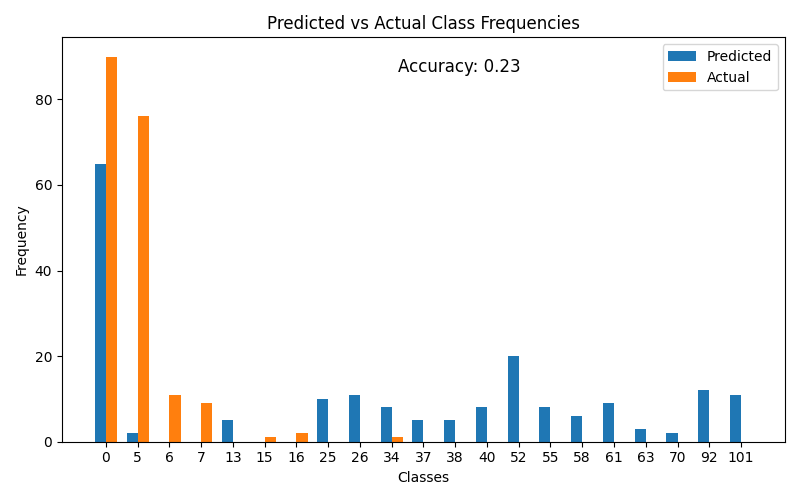 Predicted vs Actual Class Frequencies
Accuracy: 0.23
Predicted
Actual
80
60
40
20
0
Frequency
0 5 6 7 13 15 16 25 26 34 37 38 40 52 55 58 61 63 70 92 101
Classes